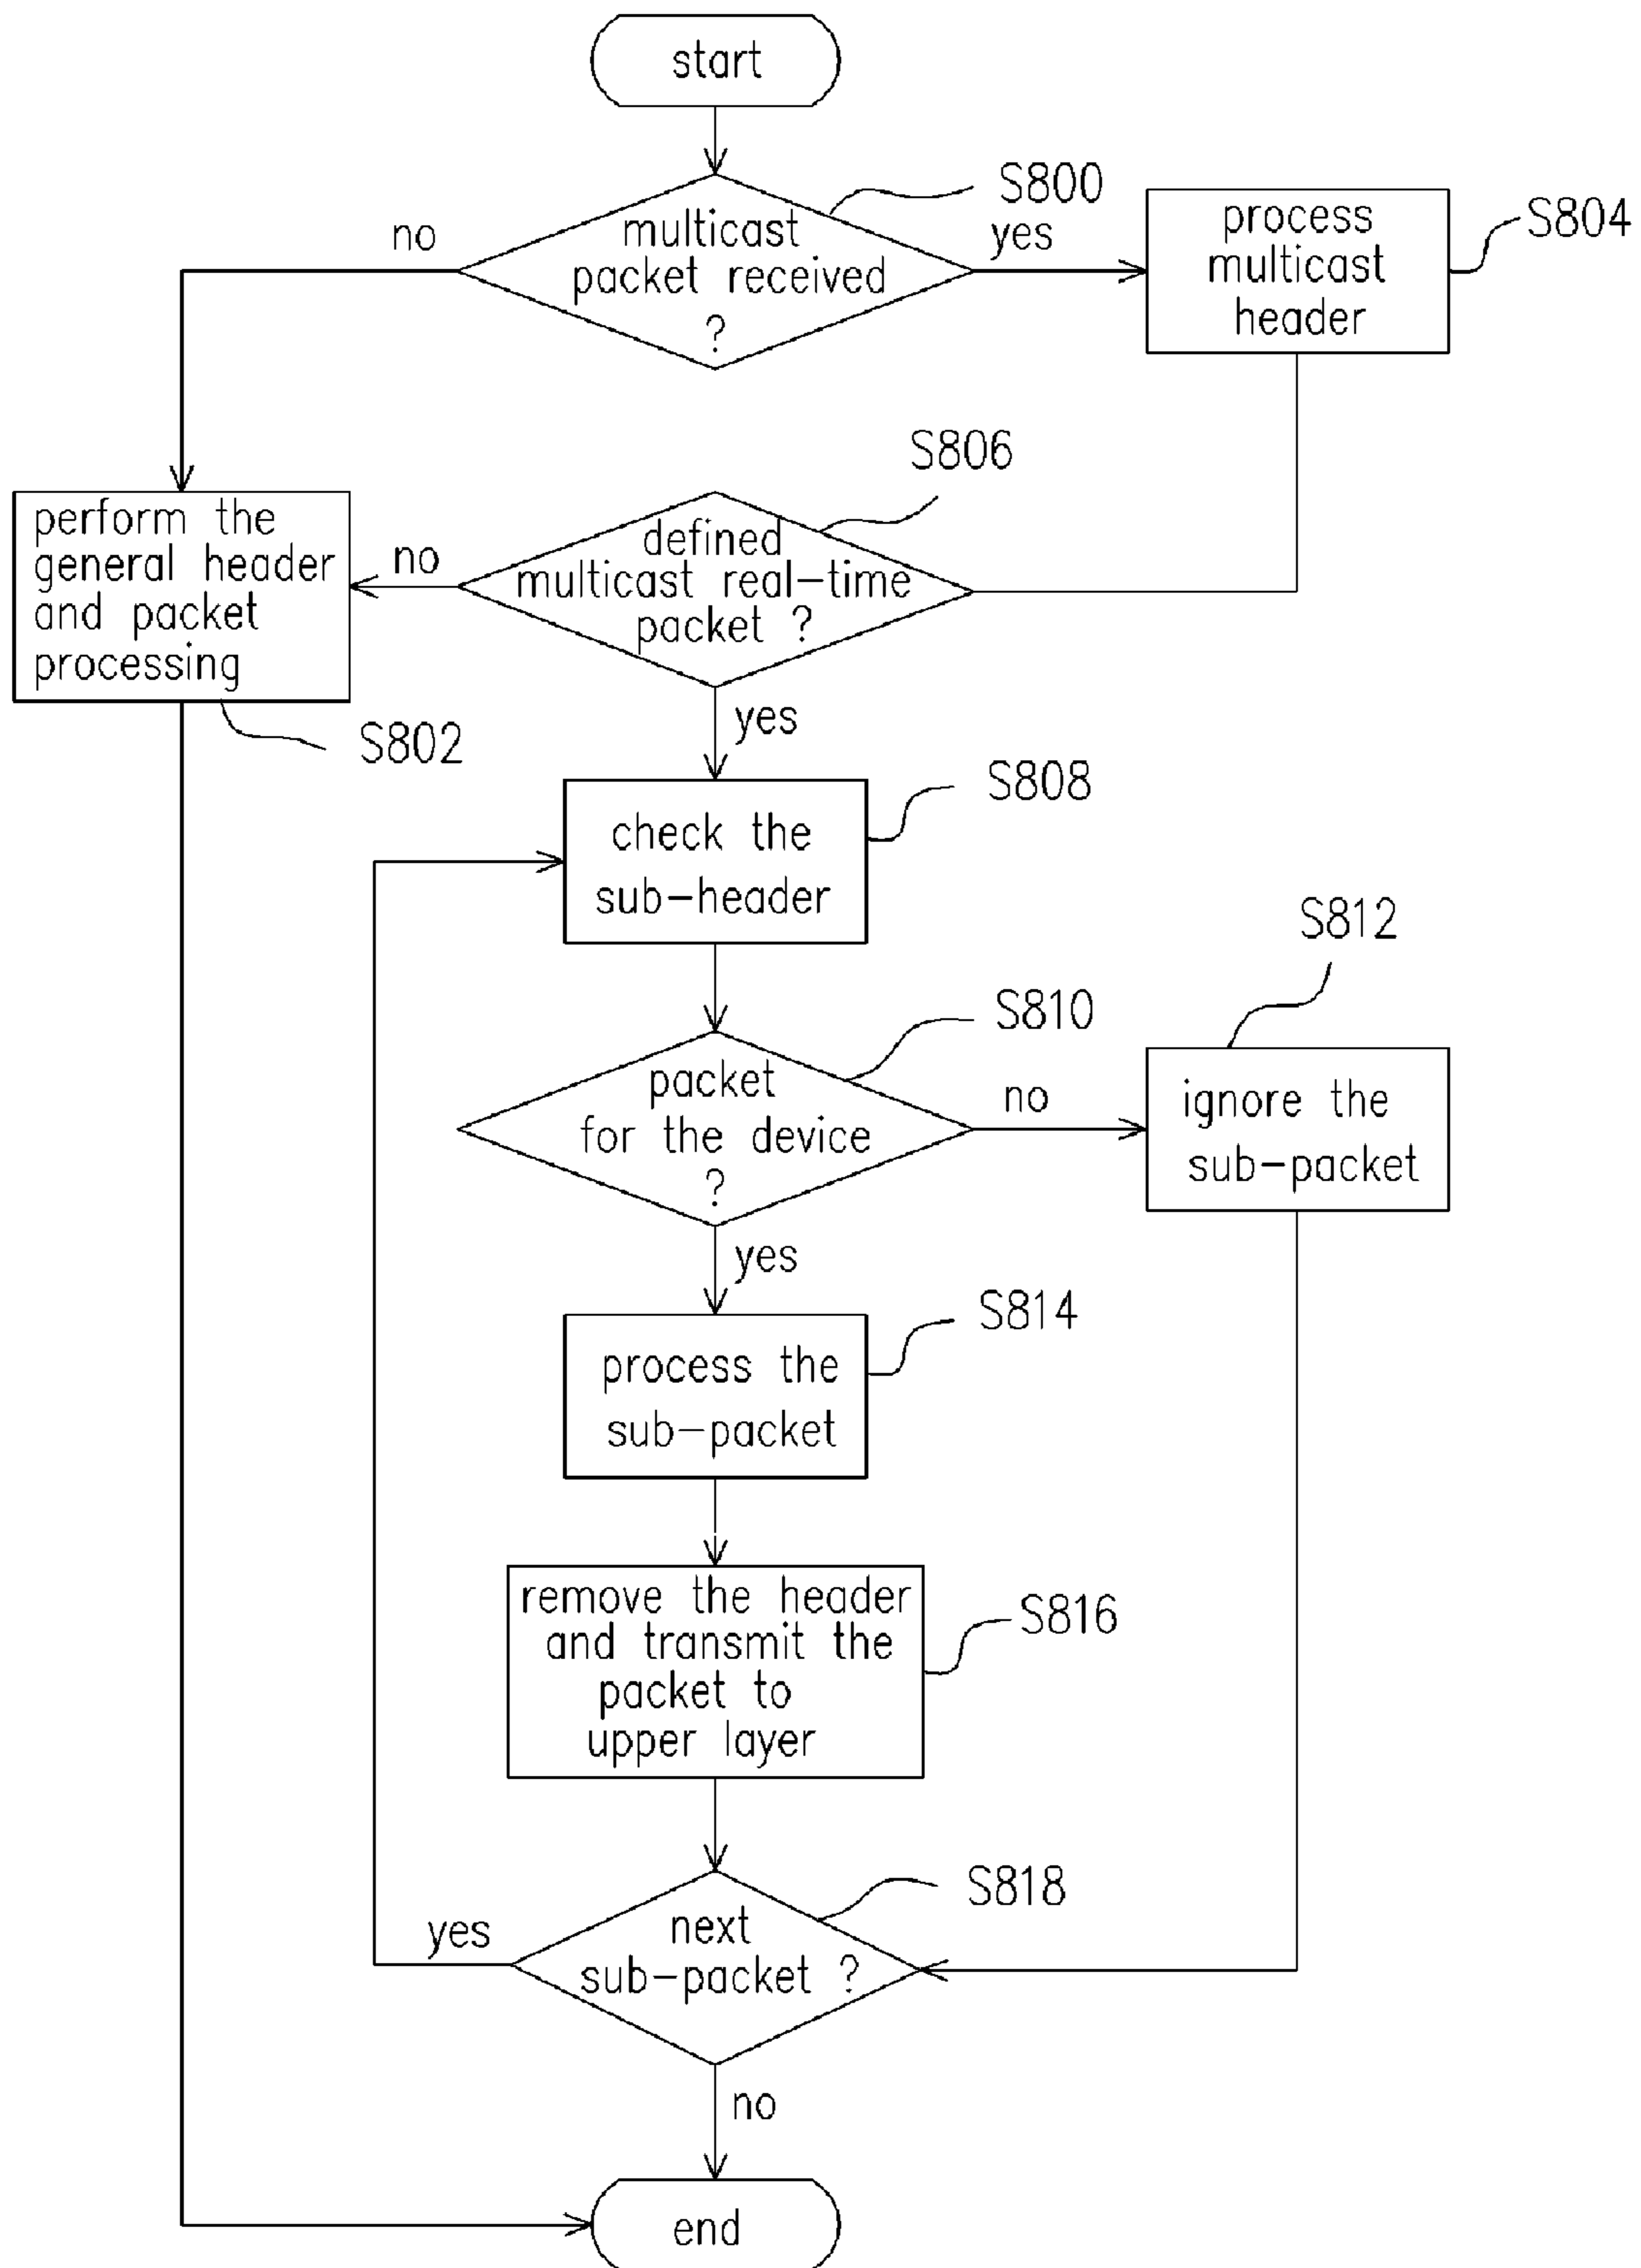 start
S800
multicast
packet received
?
no
yes
process
multicast
header
S804
S806
defined
multicast real-time
packet ?
no
perform the
general header
and packet
processing
S802
yes
check the
sub-header
S808
S810
packet
for the device
?
no
S812
ignore the
sub-packet
yes
process the
sub-packet
S814
remove the header
and transmit the
packet to
upper layer
S816
S818
next
sub-packet ?
yes
no
end